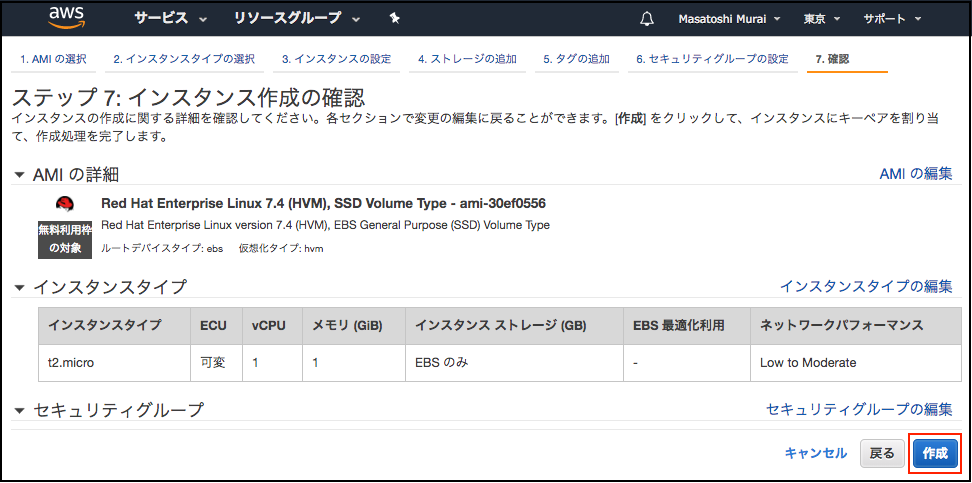 aws サービス リソースグループ Masatoshi Murai 東京 サポート
1. AMI の選択 2. インスタンスタイプの選択 3. インスタンスの設定 4. ストレージの追加 5. タグの追加 6. セキュリティグループの設定 7. 確認
ステップ 7: インスタンス作成の確認
インスタンスの作成に関する詳細を確認してください。各セクションで変更の編集に戻ることができます。[作成] をクリックして、インスタンスにキーペアを割り当
て、作成処理を完了します。
AMI の詳細 AMI の編集
Red Hat Enterprise Linux 7.4 (HVM), SSD Volume Type - ami-30ef0556
無料利用枠
の対象
Red Hat Enterprise Linux version 7.4 (HVM), EBS General Purpose (SSD) Volume Type
ルートデバイスタイプ: ebs 仮想化タイプ: hvm
インスタンスタイプ インスタンスタイプの編集
インスタンスタイプ ECU vCPU メモリ (GiB) インスタンス ストレージ (GB) EBS 最適化利用 ネットワークパフォーマンス
t2.micro 可変 1 1 EBS のみ - Low to Moderate
セキュリティグループ セキュリティグループの編集
キャンセル 戻る 作成